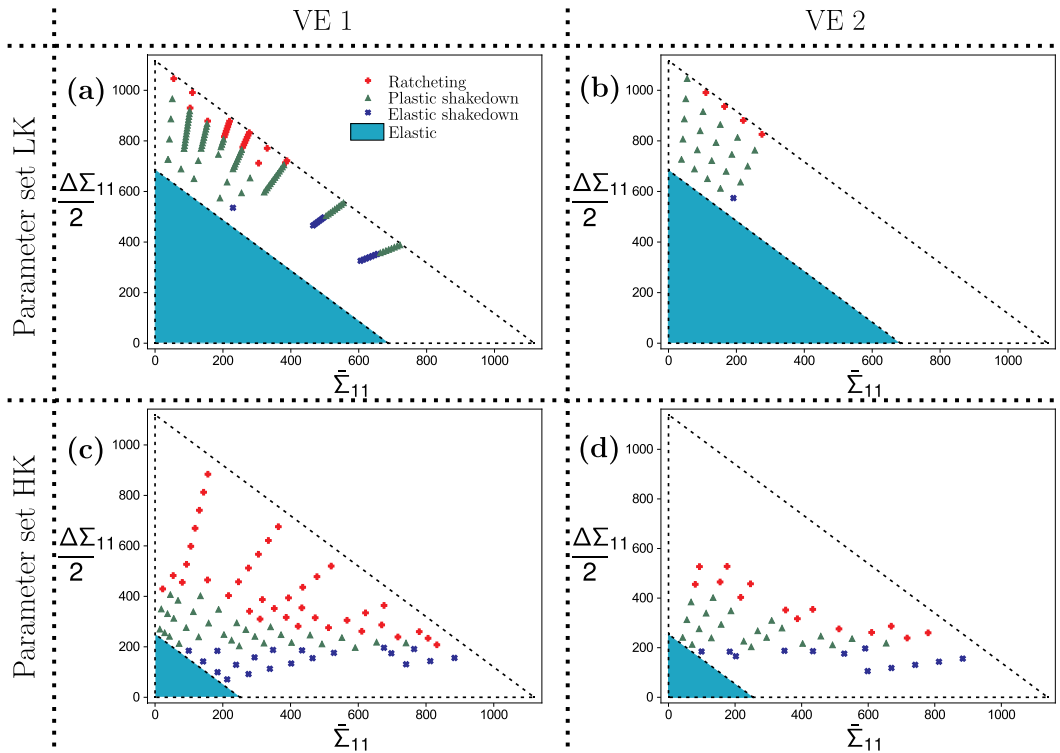 VE 1
VE 2
Parameter set LK
(a)
Ratcheting
Plastic shakedown
Elastic shakedown
Elastic
ΔΣ11
2
1000
800
600
400
200
0
0 200 400 600 800 1000
Σ̄11
(b)
ΔΣ11
2
1000
800
600
400
200
0
0 200 400 600 800 1000
Σ̄11
Parameter set HK
(c)
ΔΣ11
2
1000
800
600
400
200
0
0 200 400 600 800 1000
Σ̄11
(d)
ΔΣ11
2
1000
800
600
400
200
0
0 200 400 600 800 1000
Σ̄11